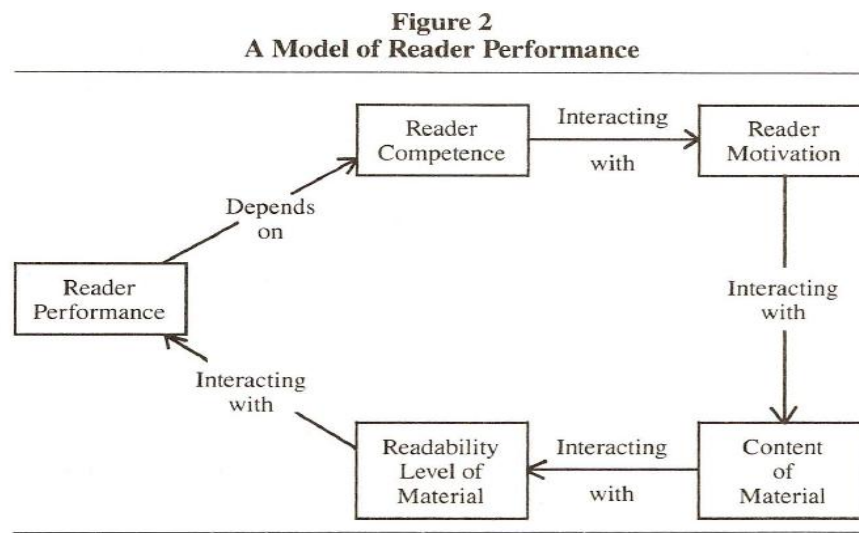 Figure 2
A Model of Reader Performance
Reader
Competence
Interacting
with
Reader
Motivation
Depends
on
Reader
Performance
Interacting
with
Interacting
with
Readability
Level of
Material
Interacting
with
Content
of
Material